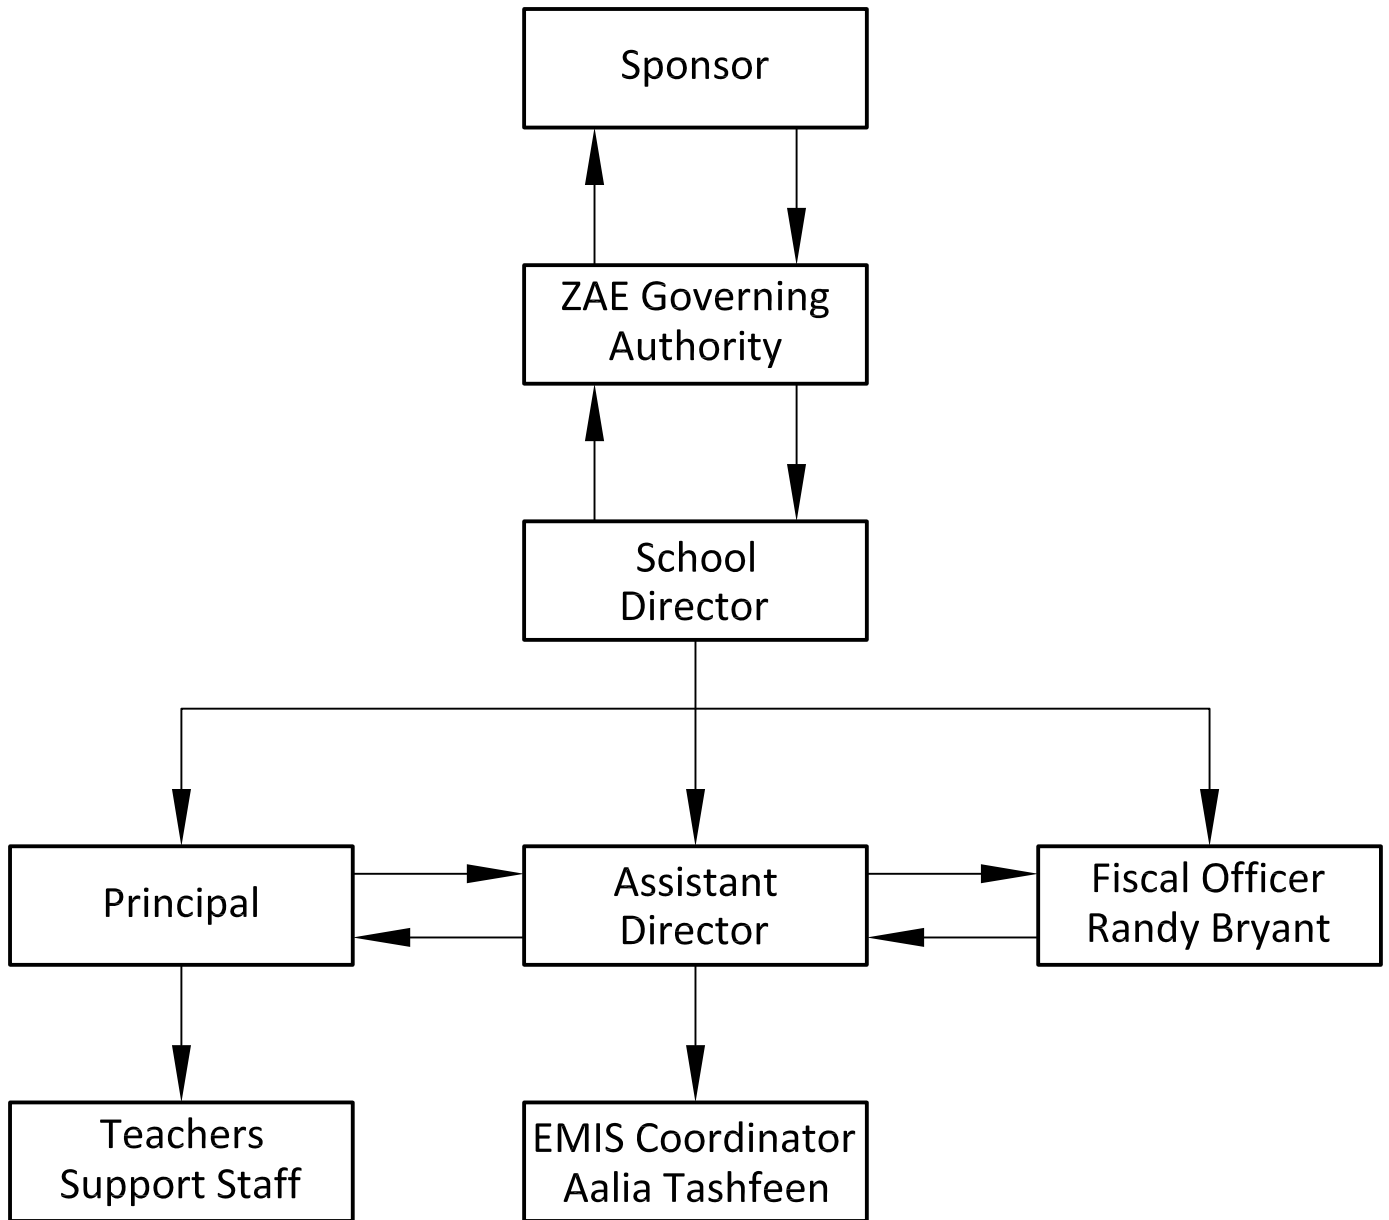 Sponsor
ZAE Governing
Authority
School
Director
Principal
Assistant
Director
Fiscal Officer
Randy Bryant
Teachers
Support Staff
EMIS Coordinator
Aalia Tashfeen